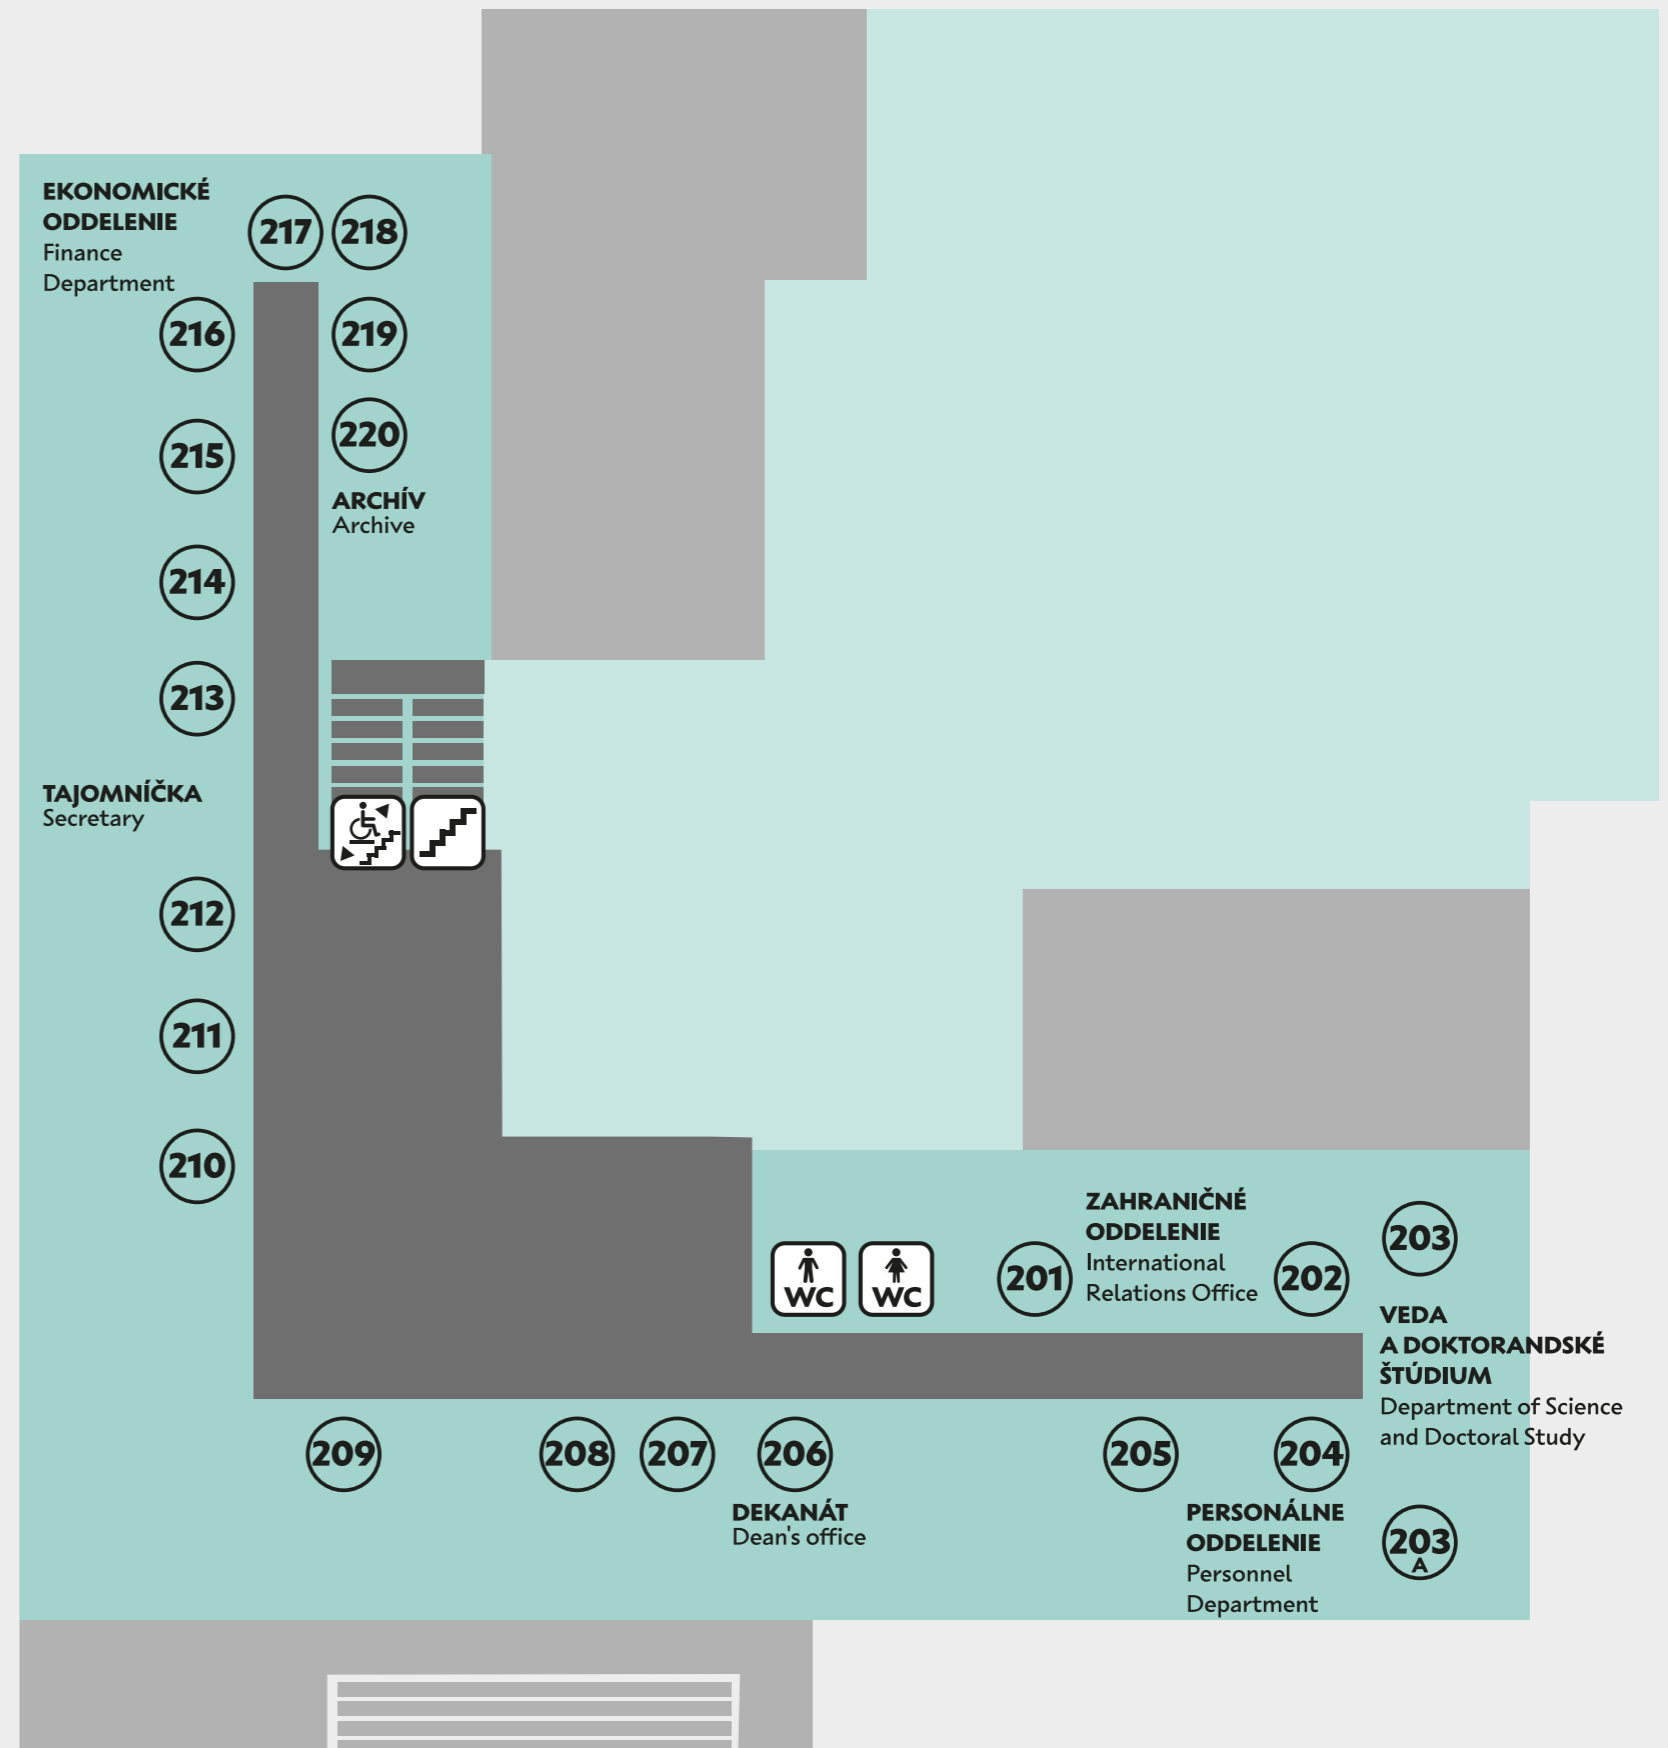 EKONOMICKÉ
ODDELENIE
Finance
Department
217
218
216
219
215
220
ARCHÍV
Archive
214
213
TAJOMNÍČKA
Secretary
212
211
210
WC
WC
201
ZAHRANIČNÉ
ODDELENIE
International
Relations Office
202
203
VEDA
A DOKTORANDSKÉ
ŠTÚDIUM
Department of Science
and Doctoral Study
209
208
207
206
DEKANÁT
Dean's office
205
204
PERSONÁLNE
ODDELENIE
Personnel
Department
203
A